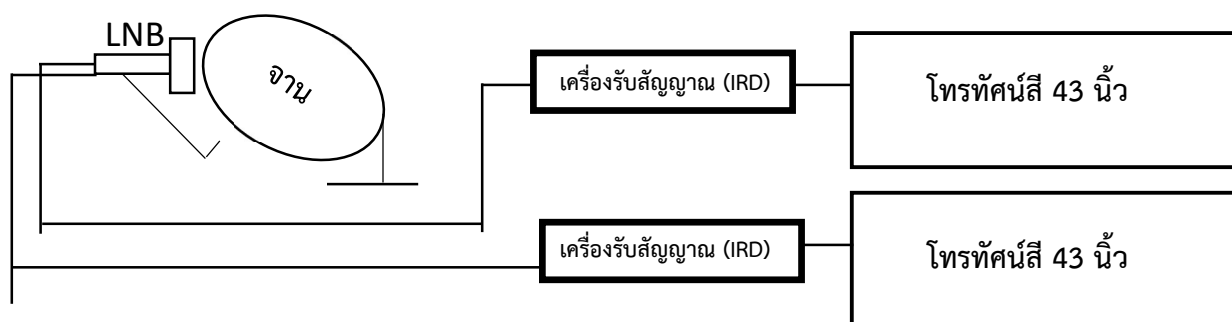 LNB
จาน
เครื่องรับสัญญาณ (IRD)
โทรทัศน์สี 43 นิ้ว
เครื่องรับสัญญาณ (IRD)
โทรทัศน์สี 43 นิ้ว